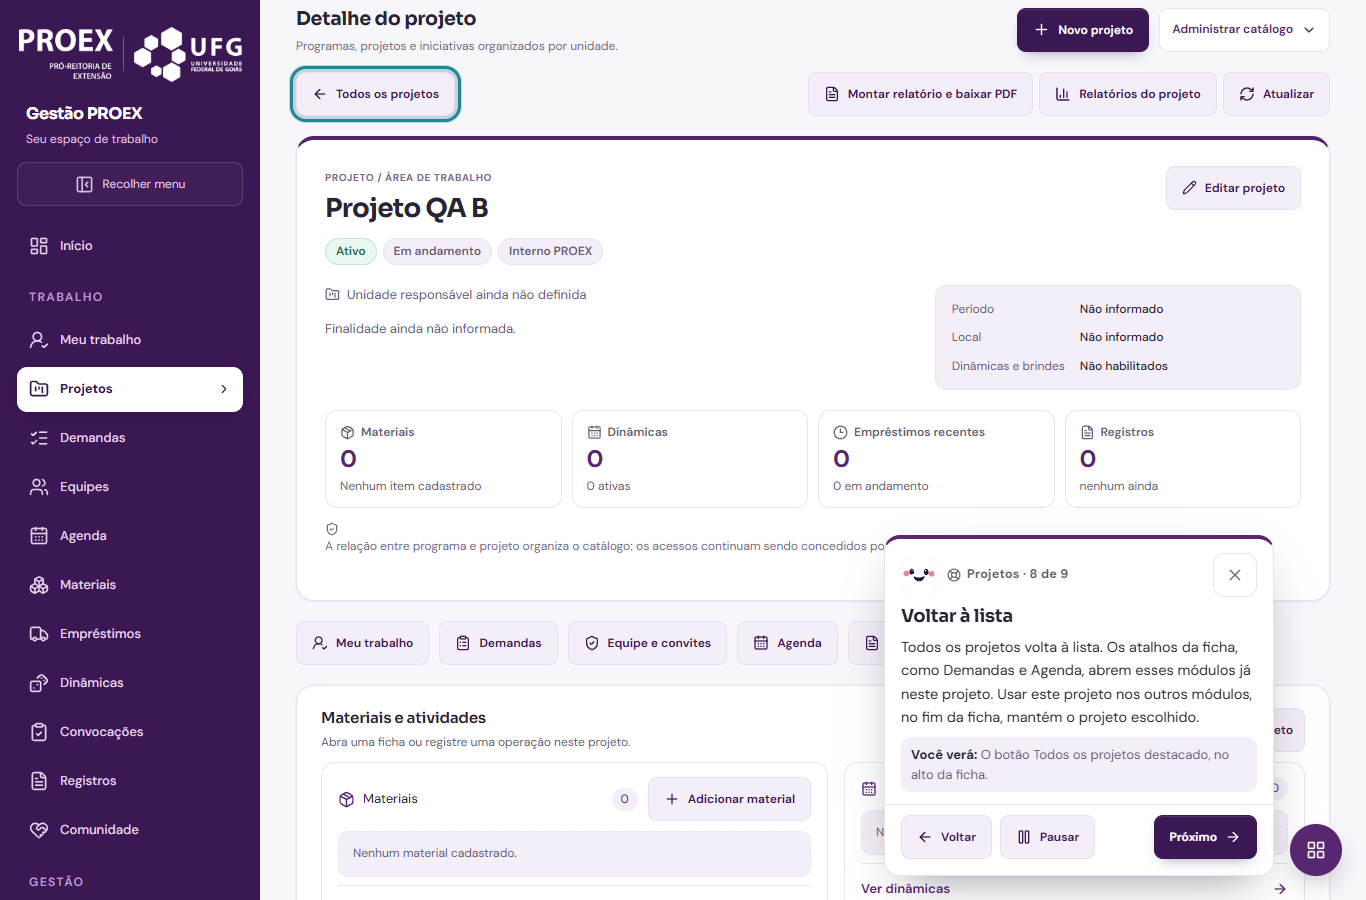 PROEX
PRÓ-REITORIA DE
EXTENSÃO
UFG
UNIVERSIDADE
FEDERAL DE GOIÁS
Gestão PROEX
Seu espaço de trabalho
Recolher menu
Início
TRABALHO
Meu trabalho
Projetos
Demandas
Equipes
Agenda
Materiais
Empréstimos
Dinâmicas
Convocações
Registros
Comunidade
GESTÃO
Detalhe do projeto
Programas, projetos e iniciativas organizados por unidade.
Novo projeto
Administrar catálogo
Todos os projetos
Montar relatório e baixar PDF
Relatórios do projeto
Atualizar
PROJETO / ÁREA DE TRABALHO
Projeto QA B
Editar projeto
Ativo
Em andamento
Interno PROEX
Unidade responsável ainda não definida
Finalidade ainda não informada.
Período Não informado
Local Não informado
Dinâmicas e brindes Não habilitados
Materiais
0
Nenhum item cadastrado
Dinâmicas
0
0 ativas
Empréstimos recentes
0
0 em andamento
Registros
0
nenhum ainda
A relação entre programa e projeto organiza o catálogo; os acessos continuam sendo concedidos po
Meu trabalho
Demandas
Equipe e convites
Agenda
Materiais e atividades
Abra uma ficha ou registre uma operação neste projeto.
eto
Materiais
0
Adicionar material
Nenhum material cadastrado.
N
Ver dinâmicas
Projetos · 8 de 9
Voltar à lista
Todos os projetos volta à lista. Os atalhos da ficha,
como Demandas e Agenda, abrem esses módulos já
neste projeto. Usar este projeto nos outros módulos,
no fim da ficha, mantém o projeto escolhido.
Você verá: O botão Todos os projetos destacado, no
alto da ficha.
Voltar
Pausar
Próximo